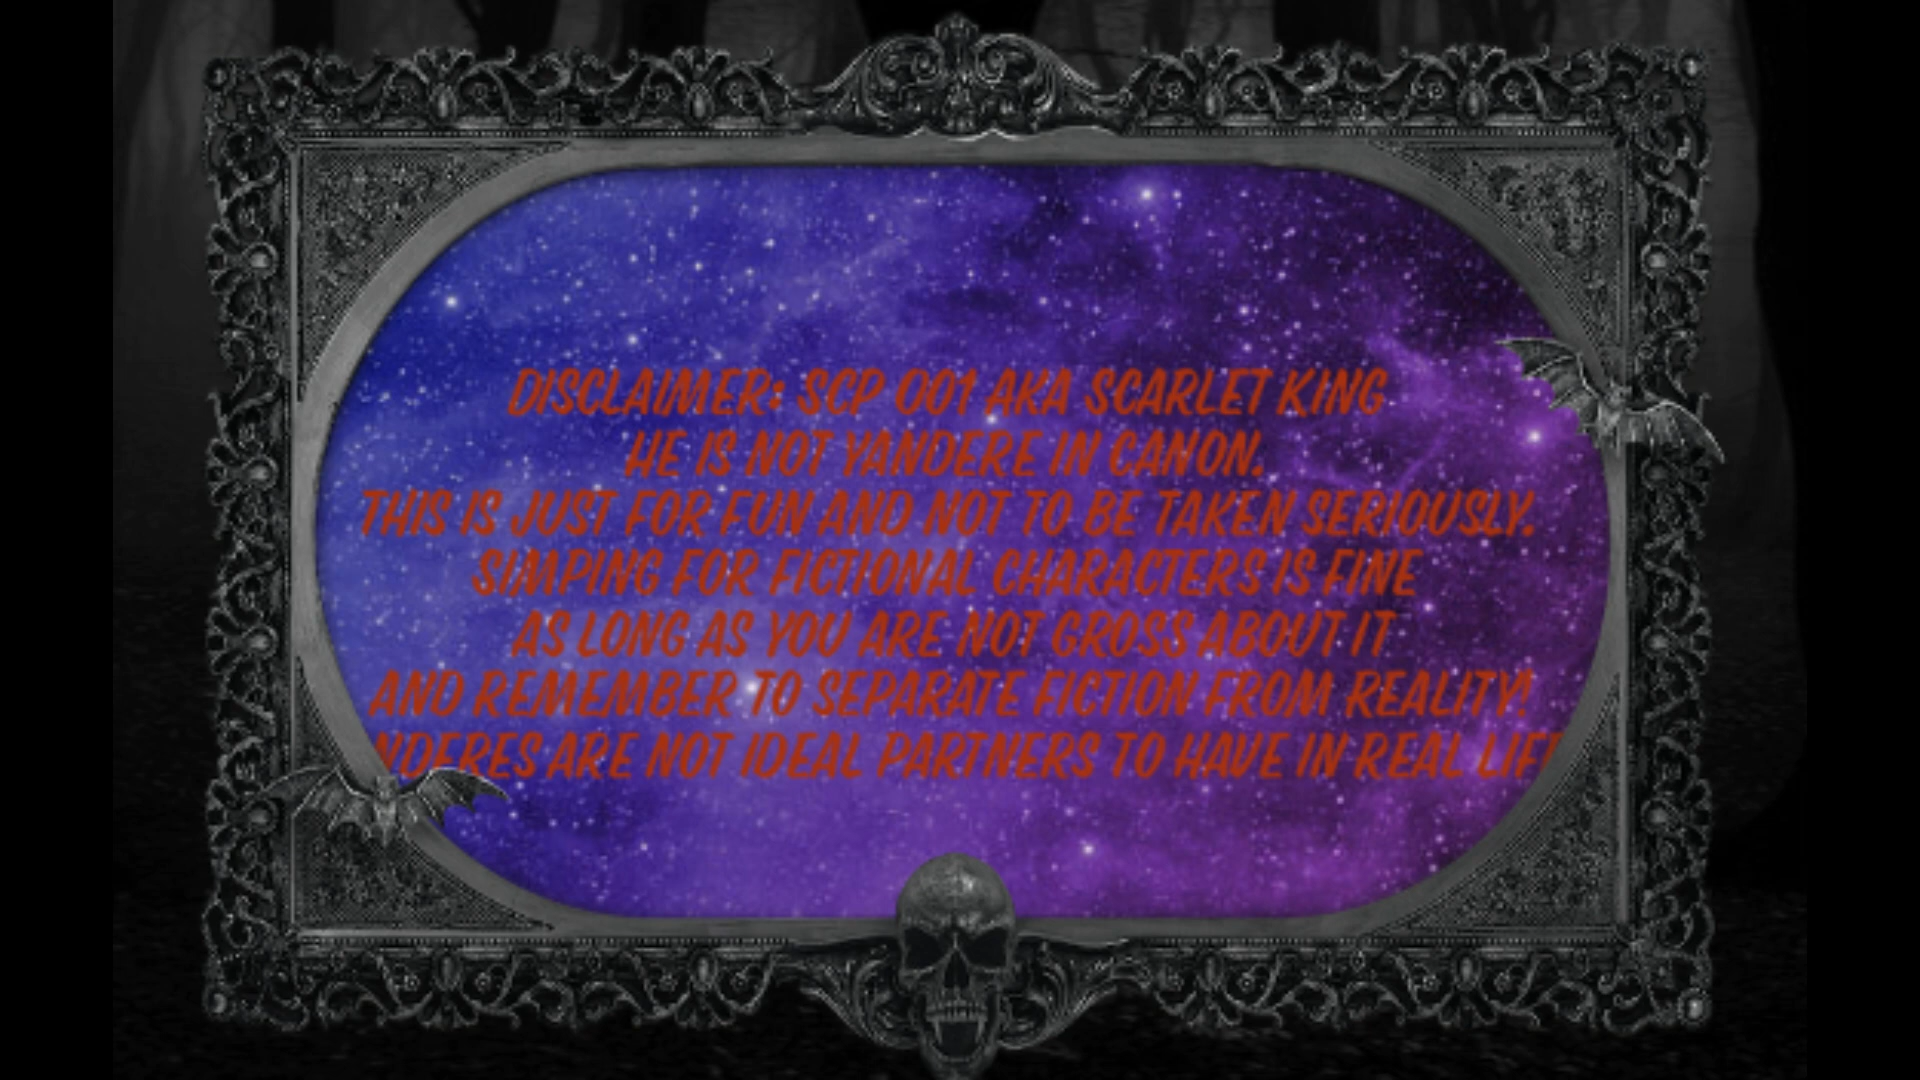 DISCLAIMER: SCP 001 AKA SCARLET KING
HE IS NOT YANDERE IN CANON.
THIS IS JUST FOR FUN AND NOT TO BE TAKEN SERIOUSLY.
SIMPING FOR FICTIONAL CHARACTERS IS FINE
AS LONG AS YOU ARE NOT GROSS ABOUT IT
AND REMEMBER TO SEPARATE FICTION FROM REALITY!
NDERES ARE NOT IDEAL PARTNERS TO HAVE IN REAL LIF